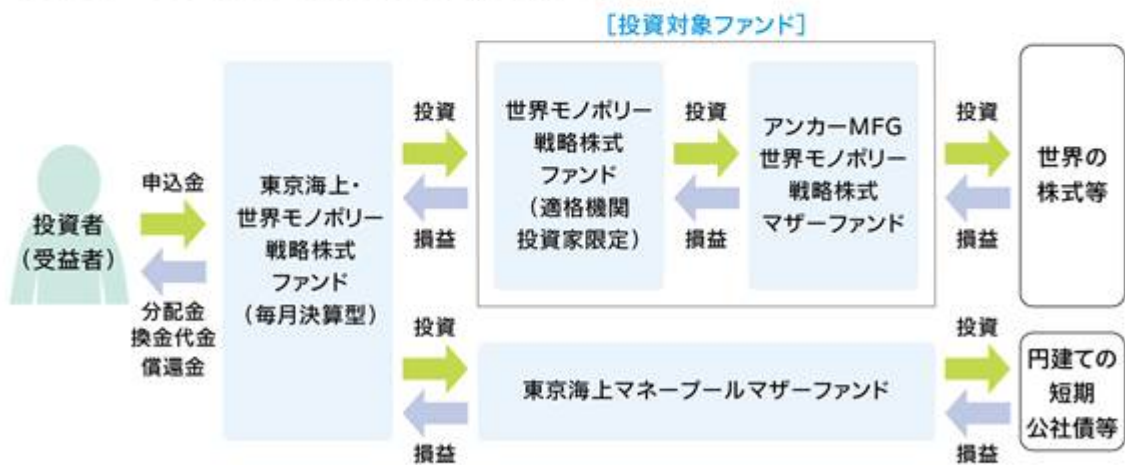 [投資対象ファンド]
投資者
(受益者)
申込金
分配金
換金代金
償還金
東京海上・
世界モノポリー
戦略株式
ファンド
(毎月決算型)
投資
損益
世界モノポリー
戦略株式
ファンド
(適格機関
投資家限定)
投資
損益
アンカーMFG
世界モノポリー
戦略株式
マザーファンド
投資
損益
世界の
株式等
投資
損益
東京海上マネープールマザーファンド
投資
損益
円建ての
短期
公社債等